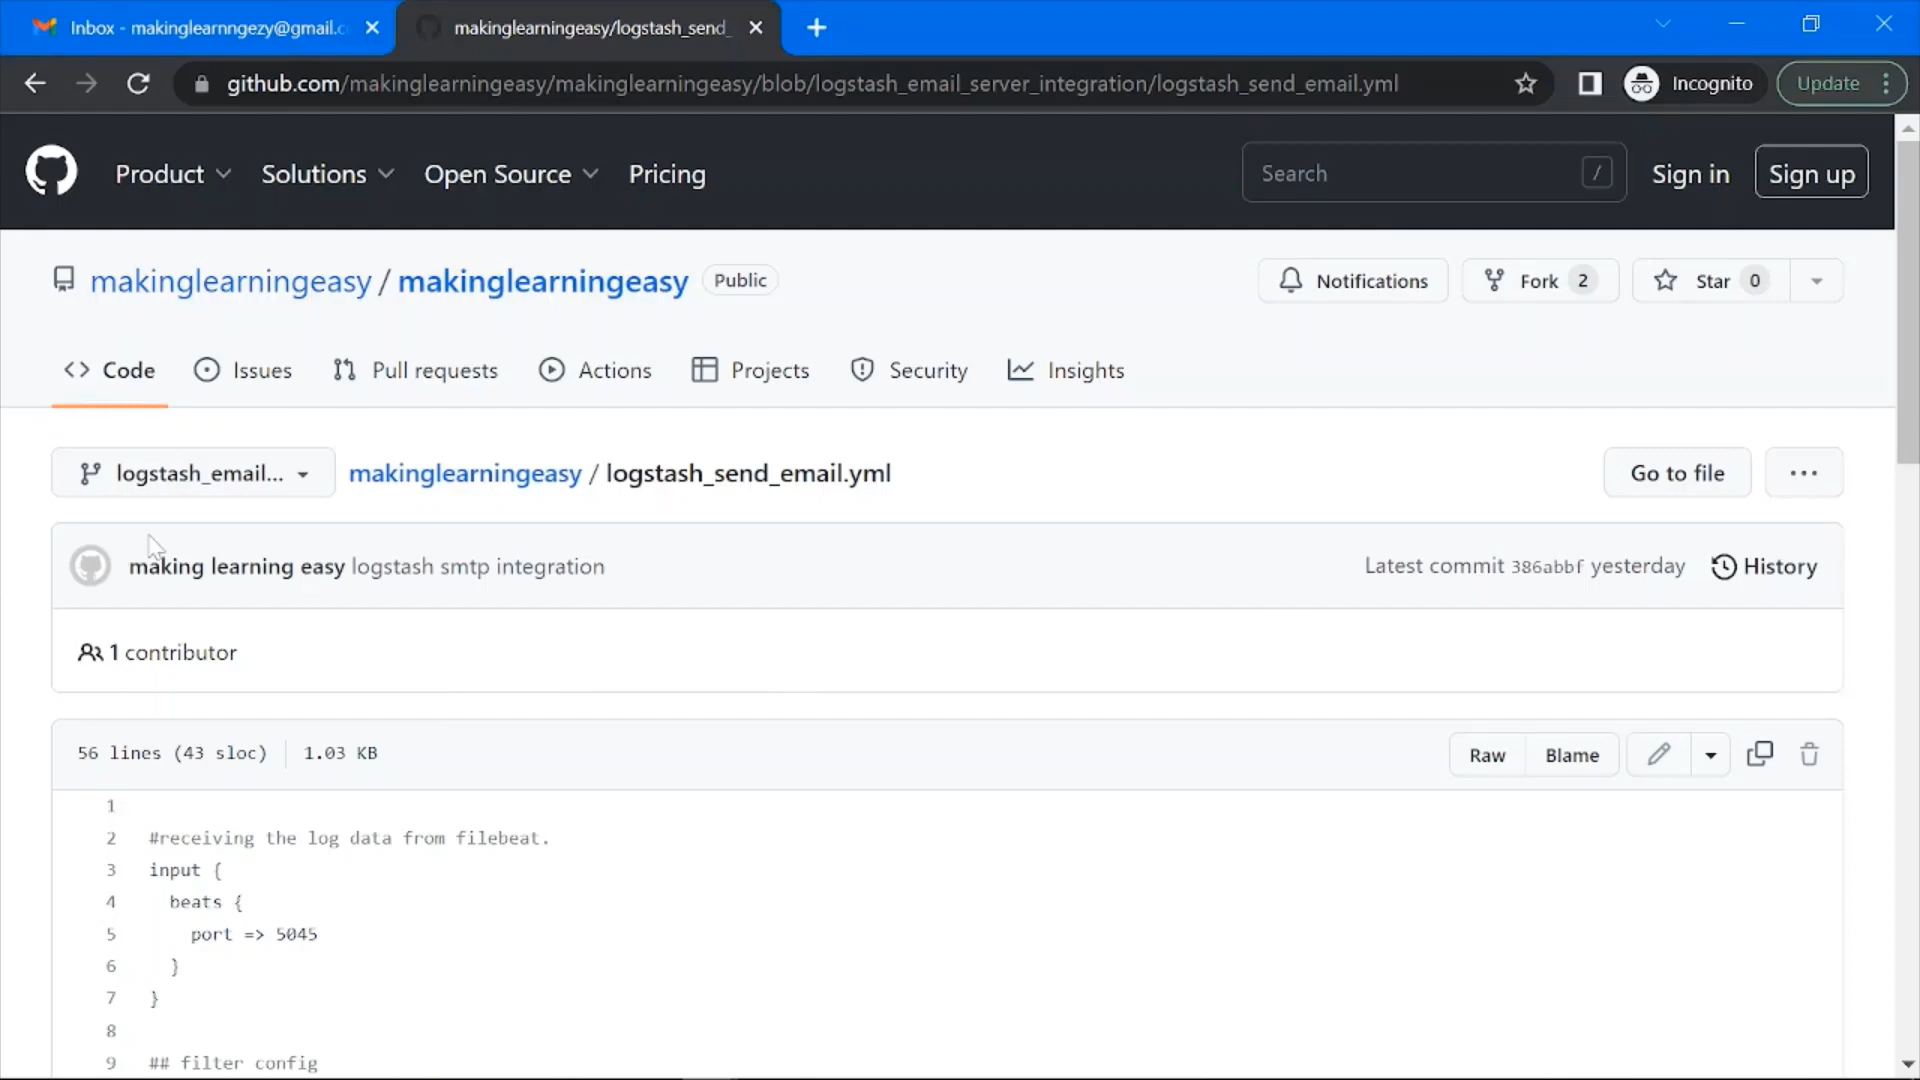 Inbox - makinglearnngezy@gmail.c
makinglearningeasy/logstash_send_
github.com/makinglearningeasy/makinglearningeasy/blob/logstash_email_server_integration/logstash_send_email.yml
Incognito
Update
Product
Solutions
Open Source
Pricing
Search
/
Sign in
Sign up
makinglearningeasy / makinglearningeasy
Public
Notifications
Fork 2
Star 0
Code
Issues
Pull requests
Actions
Projects
Security
Insights
logstash_email...
makinglearningeasy / logstash_send_email.yml
Go to file
making learning easy logstash smtp integration
Latest commit 386abbf yesterday
History
1 contributor
56 lines (43 sloc)
1.03 KB
Raw
Blame
1
2 #receiving the log data from filebeat.
3 input {
4 beats {
5 port => 5045
6 }
7 }
8
9 ## filter config